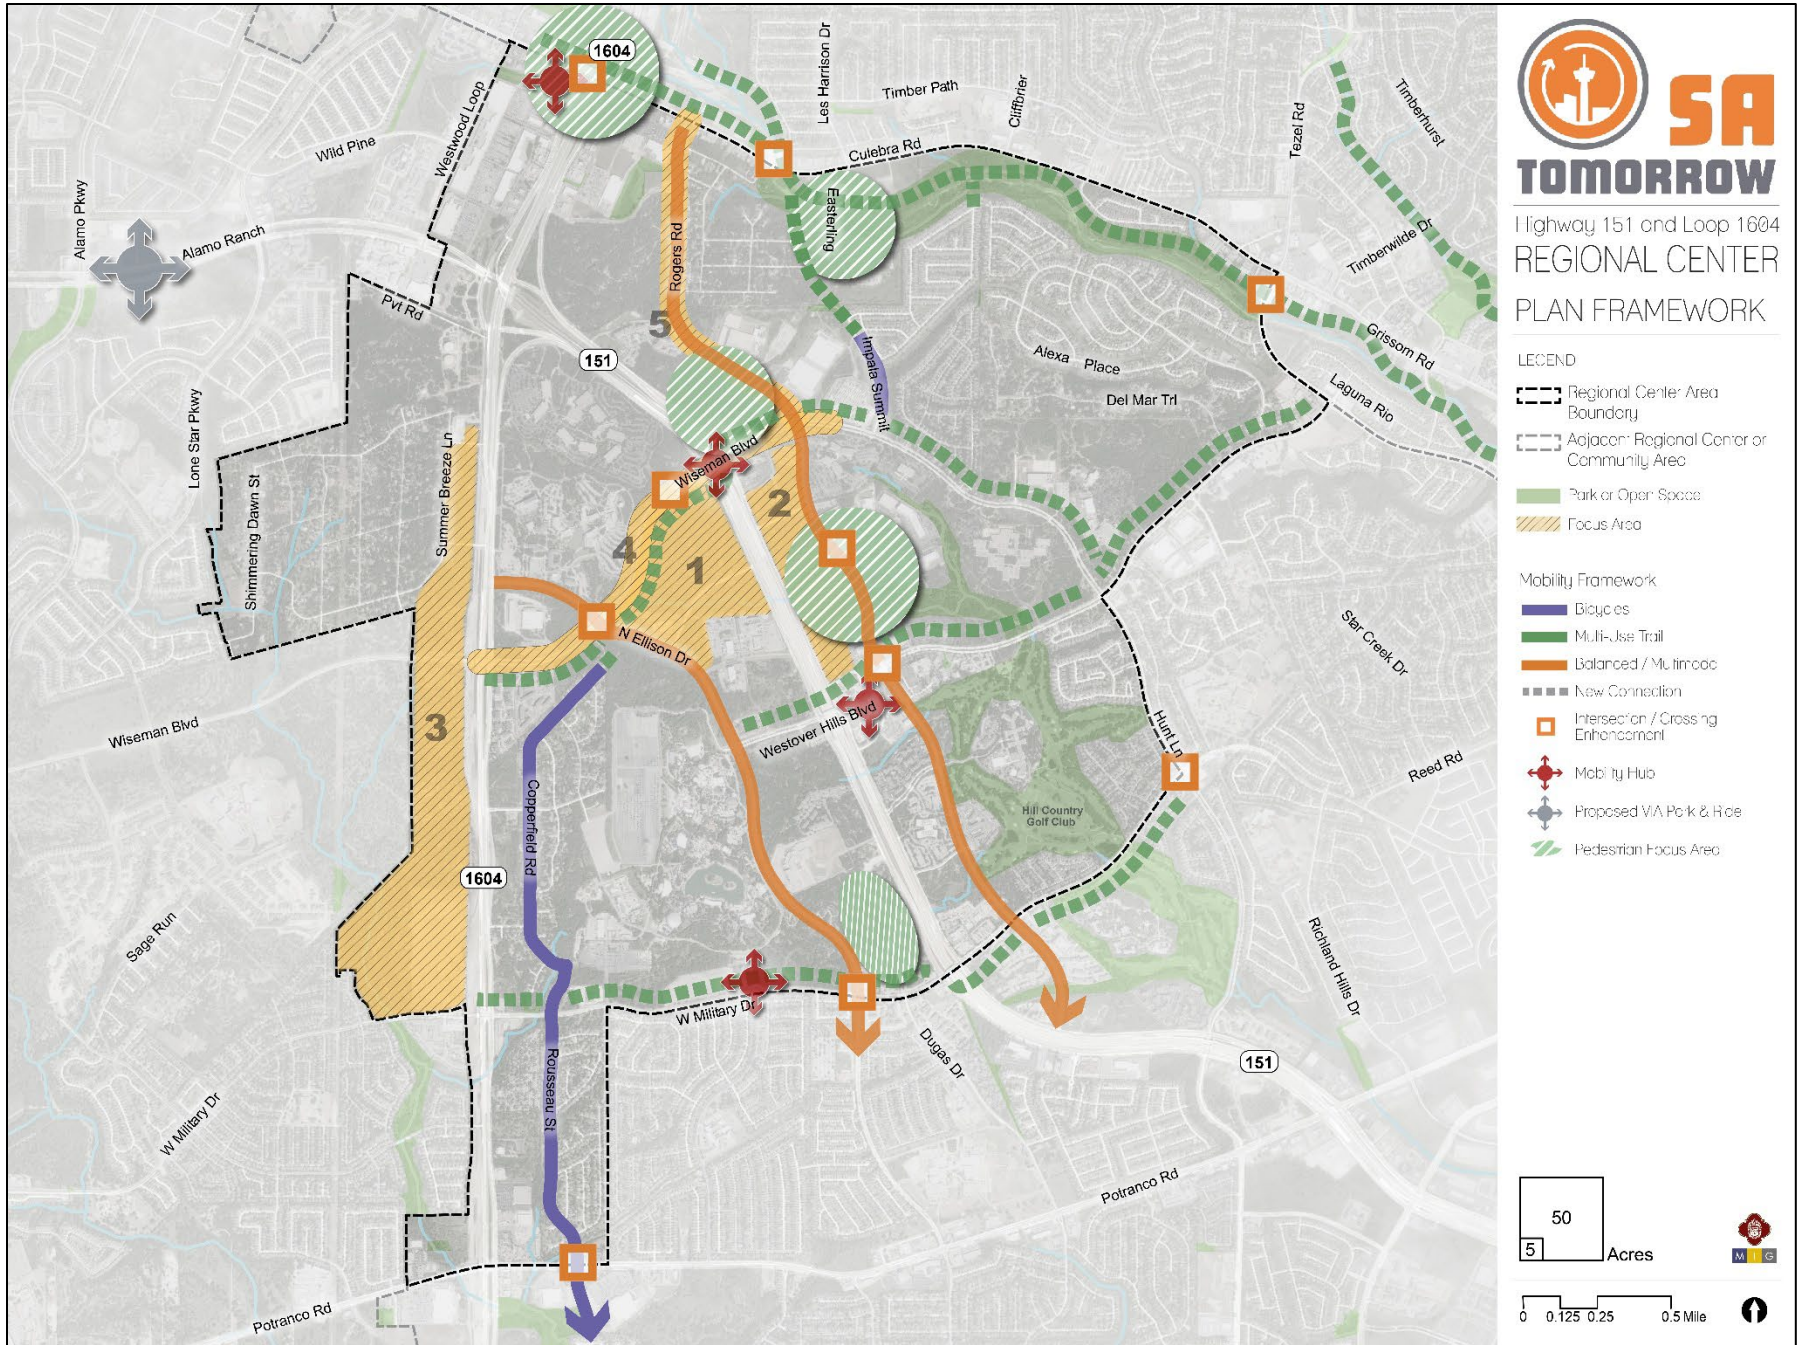 1604
Les Harrison Dr
Timber Path
Cliffbrier
Tezel Rd
Timberhurst
Westwood Loop
Wild Pine
Culebra Rd
Alamo Pkwy
Alamo Ranch
Easterling
Timberwilde Dr
Rogers Rd
Pvt Rd
5
151
Impala Summit
Alexa Place
Grissom Rd
Laguna Rio
Del Mar Trl
Lone Star Pkwy
Summer Breeze Ln
Wiseman Blvd
Shimmering Dawn St
2
4
1
N Ellison Dr
Star Creek Dr
Wiseman Blvd
3
Westover Hills Blvd
Hunt Ln
Reed Rd
Copperfield Rd
Hill Country
Golf Club
1604
Sage Run
Richland Hills Dr
W Military Dr
Dugas Dr
151
Rousseau St
W Military Dr
Potranco Rd
Potranco Rd
SA
TOMORROW
Highway 151 and Loop 1604
REGIONAL CENTER
PLAN FRAMEWORK
LEGEND
Regional Center Area
Boundary
Adjacent Regional Center or
Community Area
Park or Open Space
Focus Area
Mobility Framework
Bicycles
Multi-Use Trail
Balanced / Multimodal
New Connection
Intersection / Crossing
Enhancement
Mobility Hub
Proposed VIA Park & Ride
Pedestrian Focus Area
50
5
Acres
M I G
0 0.125 0.25 0.5 Mile